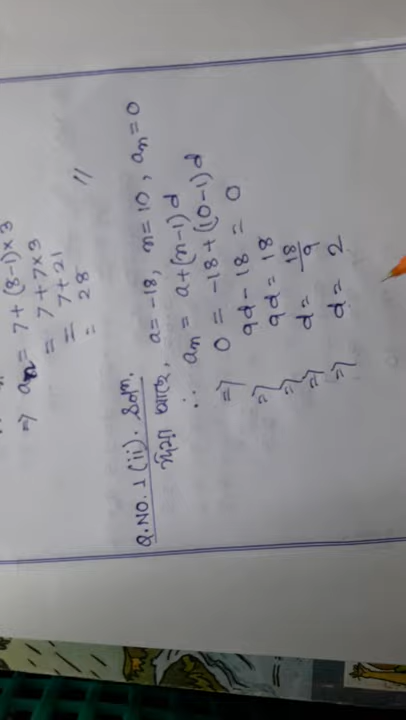 ⇒ an = 7 + (8-1)×3
= 7+7×3
= 7+21
= 28 //
Q.NO.1 (ii). Soln.
দিয়া আছে, a = -18, n = 10, an = 0
∴ an = a+(n-1)d
⇒ 0 = -18+(10-1)d
⇒ 9d - 18 = 0
⇒ 9d = 18
⇒ d = 18/9
⇒ d = 2